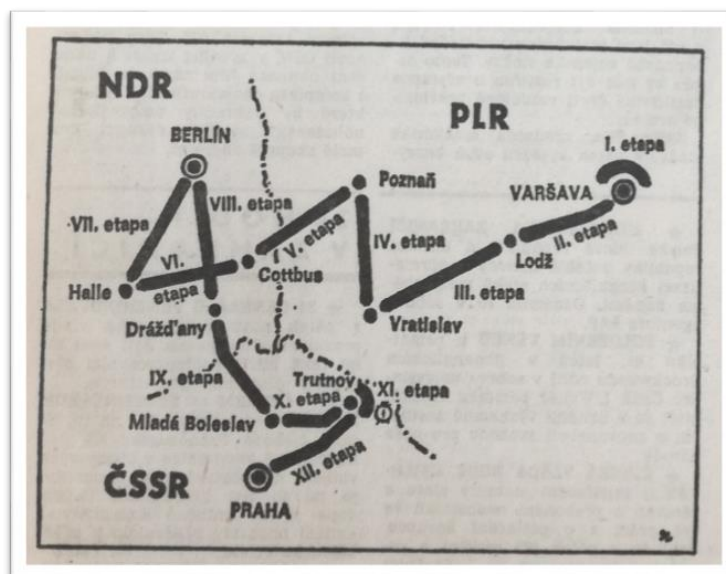 NDR
PLR
BERLÍN
I. etapa
Poznaň
VARŠAVA
VII. etapa
VIII. etapa
V. etapa
IV. etapa
II. etapa
VI.
etapa
Lodž
Halle
Cottbus
III. etapa
Drážďany
Vratislav
IX. etapa
Trutnov
XI. etapa
X. etapa
Mladá Boleslav
XII. etapa
ČSSR
PRAHA